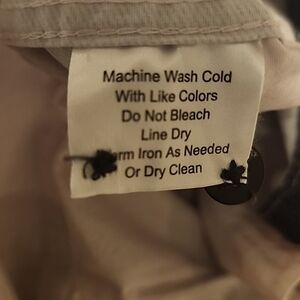 Machine Wash Cold
With Like Colors
Do Not Bleach
Line Dry
Iron As Needed
Or Dry Clean